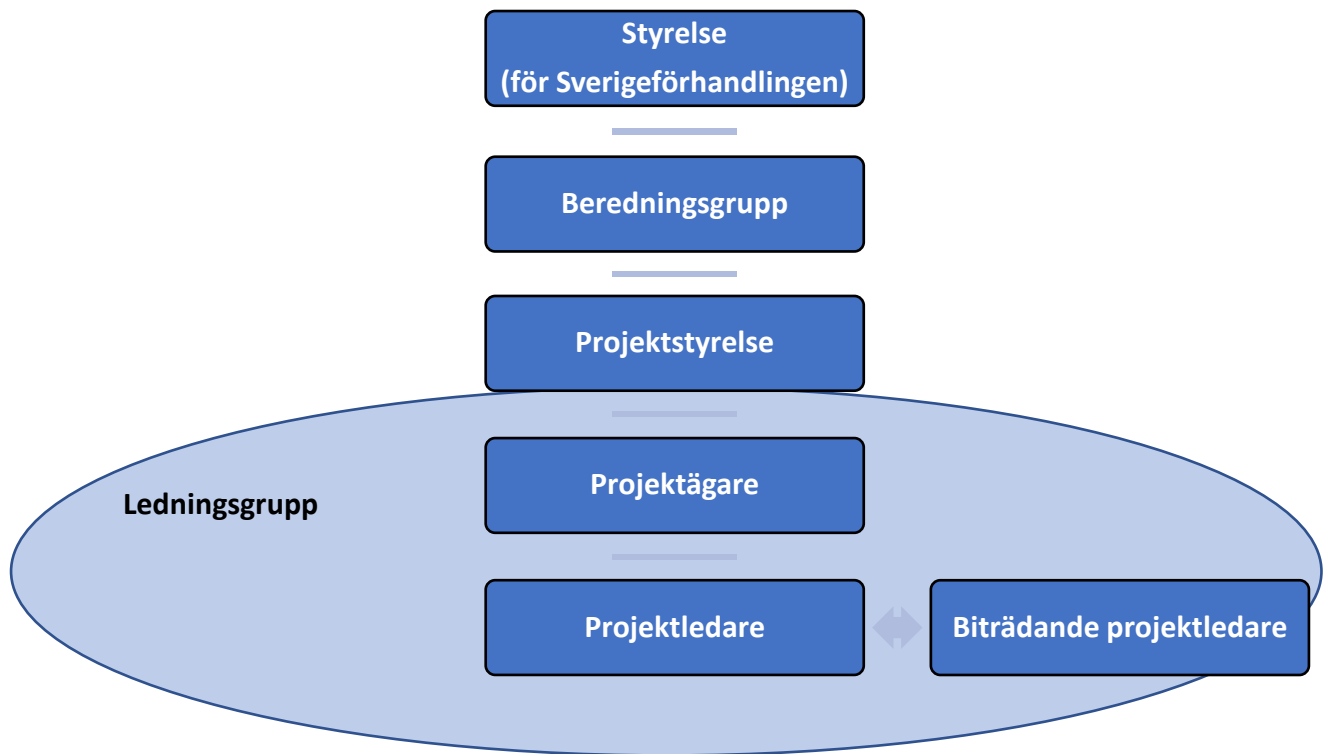 Styrelse
(för Sverigeförhandlingen)
Beredningsgrupp
Projektstyrelse
Projektägare
Ledningsgrupp
Projektledare
Biträdande projektledare